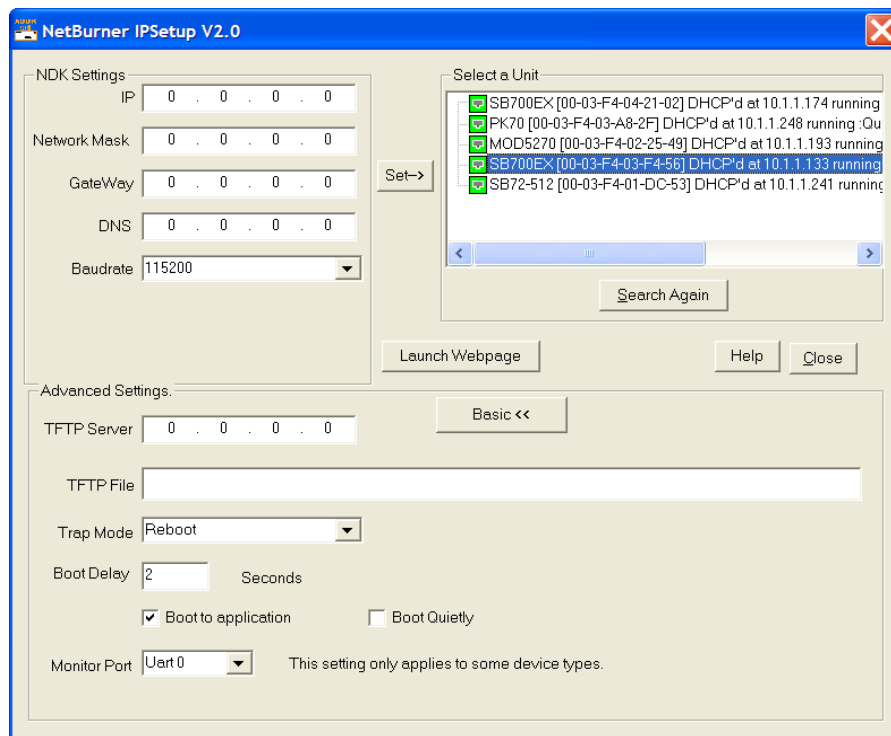 NetBurner IPSetup V2.0
NDK Settings
IP 0 . 0 . 0 . 0
Network Mask 0 . 0 . 0 . 0
GateWay 0 . 0 . 0 . 0
DNS 0 . 0 . 0 . 0
Baudrate 115200
Set->
Select a Unit
SB700EX [00-03-F4-04-21-02] DHCP'd at 10.1.1.174 running
PK70 [00-03-F4-03-A8-2F] DHCP'd at 10.1.1.248 running :Qu
MOD5270 [00-03-F4-02-25-49] DHCP'd at 10.1.1.193 running
SB700EX [00-03-F4-03-F4-56] DHCP'd at 10.1.1.133 running
SB72-512 [00-03-F4-01-DC-53] DHCP'd at 10.1.1.241 running
Search Again
Launch Webpage
Help
Close
Advanced Settings.
Basic <<
TFTP Server 0 . 0 . 0 . 0
TFTP File
Trap Mode Reboot
Boot Delay 2 Seconds
Boot to application
Boot Quietly
Monitor Port Uart 0
This setting only applies to some device types.